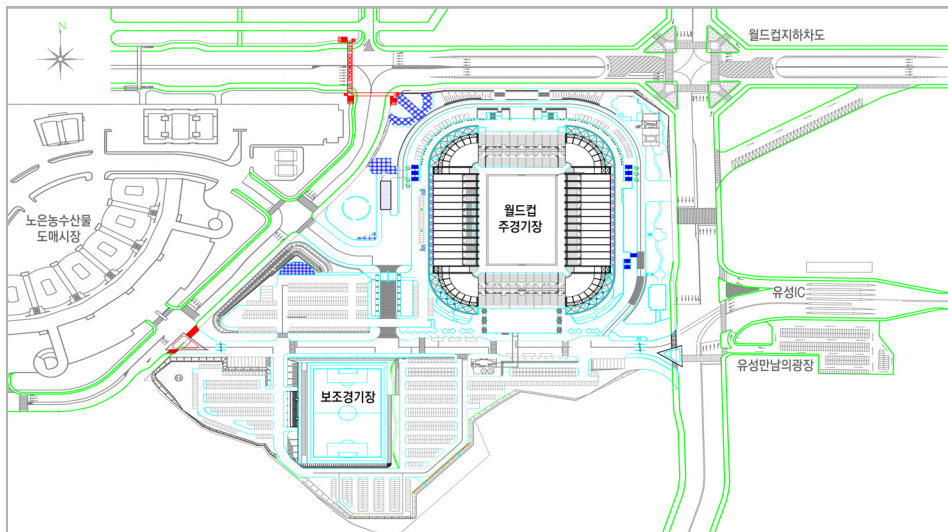 N
월드컵지하차도
노은농수산물
도매시장
월드컵
주경기장
유성IC
유성만남의광장
보조경기장